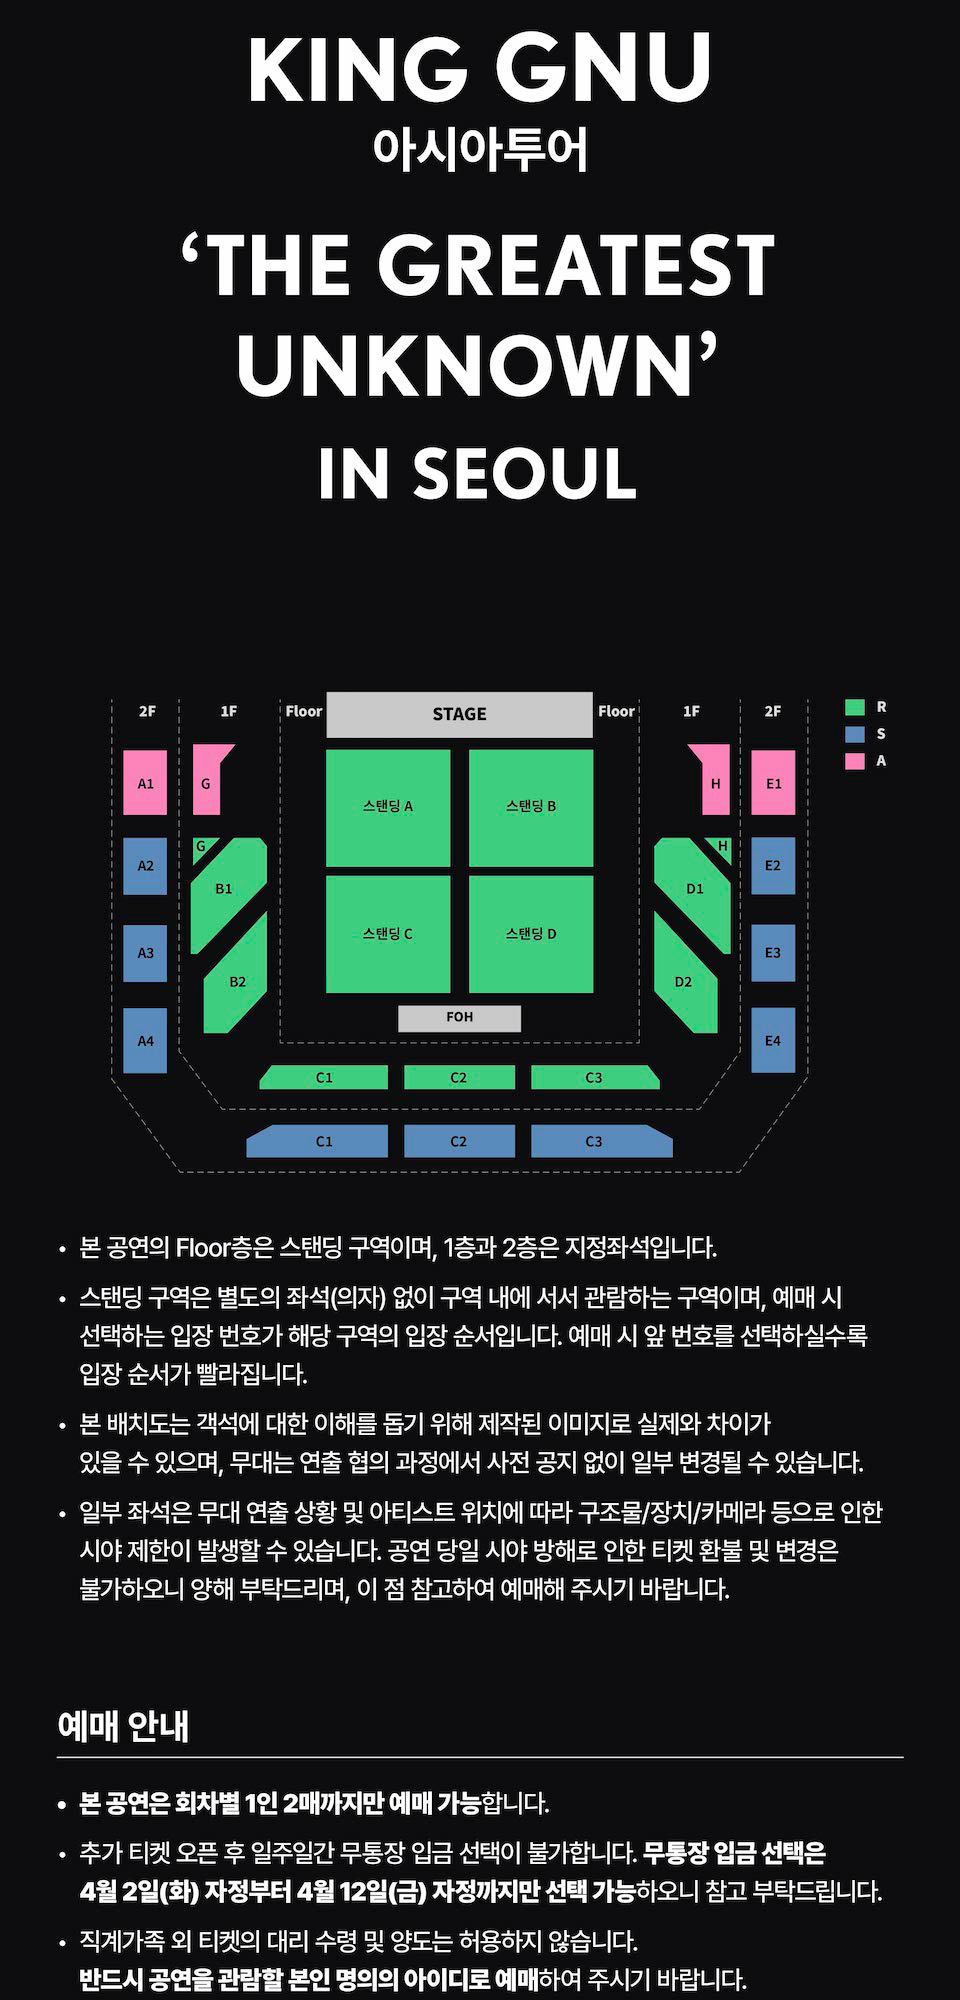 KING GNU
아시아투어
‘THE GREATEST
UNKNOWN’
IN SEOUL
2F 1F Floor STAGE Floor 1F 2F
R
S
A
A1 G 스탠딩 A 스탠딩 B H E1
A2 G H E2
B1 D1
A3 스탠딩 C 스탠딩 D E3
B2 D2
FOH
A4 E4
C1 C2 C3
C1 C2 C3
• 본 공연의 Floor층은 스탠딩 구역이며, 1층과 2층은 지정좌석입니다.
• 스탠딩 구역은 별도의 좌석(의자) 없이 구역 내에 서서 관람하는 구역이며, 예매 시
선택하는 입장 번호가 해당 구역의 입장 순서입니다. 예매 시 앞 번호를 선택하실수록
입장 순서가 빨라집니다.
• 본 배치도는 객석에 대한 이해를 돕기 위해 제작된 이미지로 실제와 차이가
있을 수 있으며, 무대는 연출 협의 과정에서 사전 공지 없이 일부 변경될 수 있습니다.
• 일부 좌석은 무대 연출 상황 및 아티스트 위치에 따라 구조물/장치/카메라 등으로 인한
시야 제한이 발생할 수 있습니다. 공연 당일 시야 방해로 인한 티켓 환불 및 변경은
불가하오니 양해 부탁드리며, 이 점 참고하여 예매해 주시기 바랍니다.
예매 안내
• 본 공연은 회차별 1인 2매까지만 예매 가능합니다.
• 추가 티켓 오픈 후 일주일간 무통장 입금 선택이 불가합니다. 무통장 입금 선택은
4월 2일(화) 자정부터 4월 12일(금) 자정까지만 선택 가능하오니 참고 부탁드립니다.
• 직계가족 외 티켓의 대리 수령 및 양도는 허용하지 않습니다.
반드시 공연을 관람할 본인 명의의 아이디로 예매하여 주시기 바랍니다.